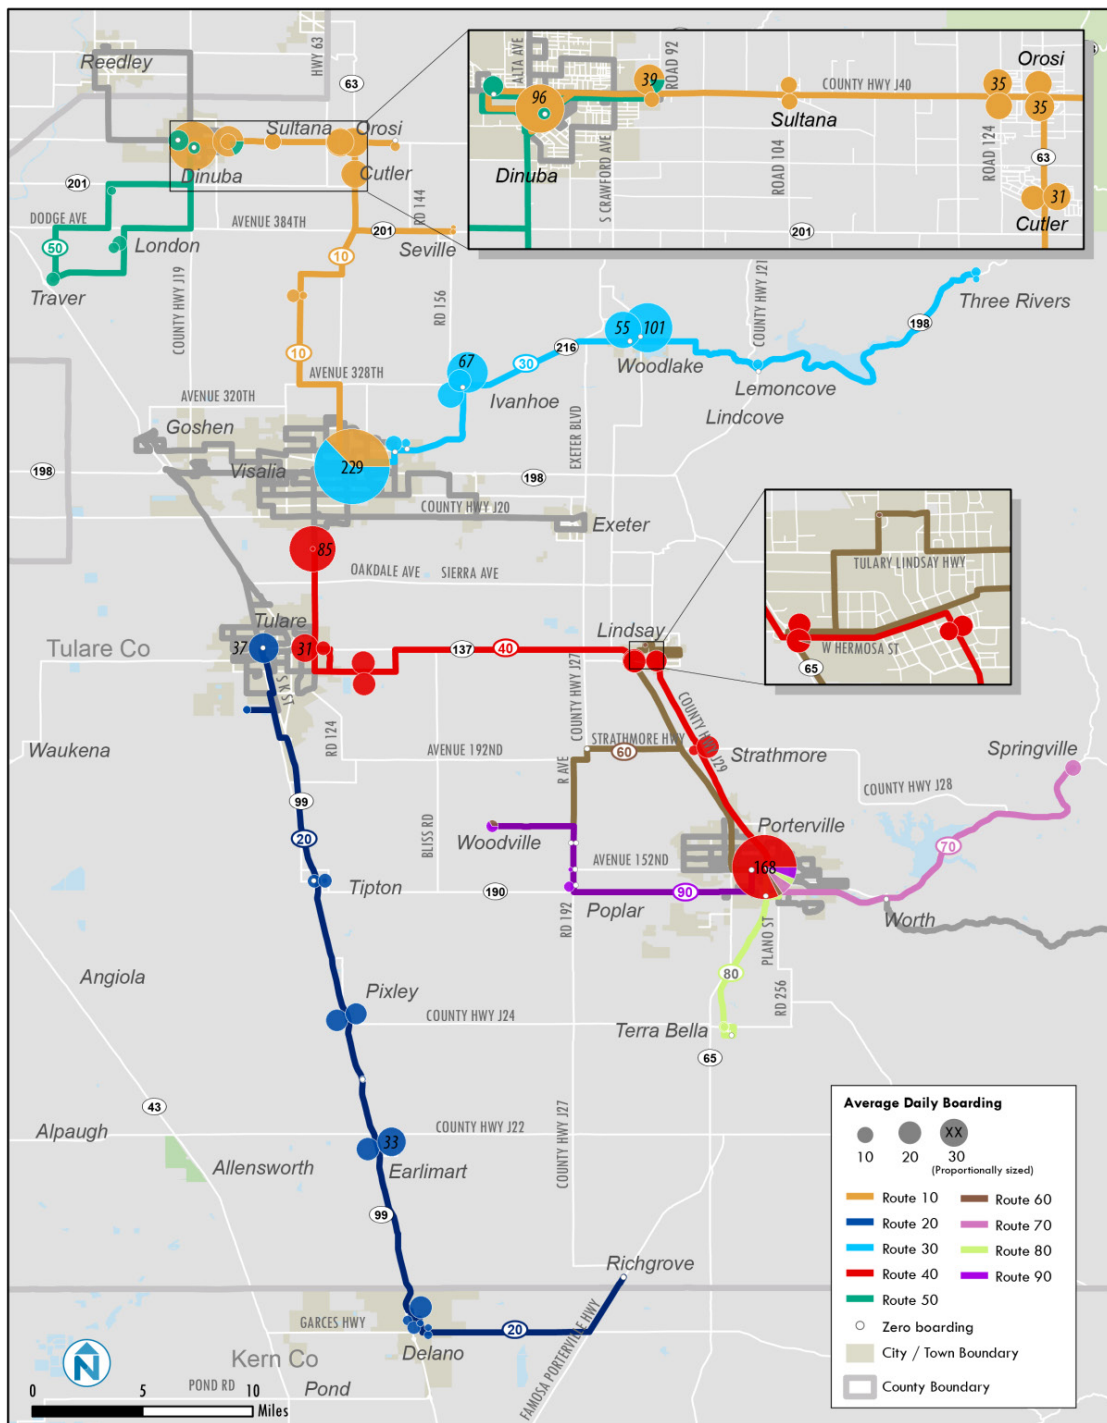 Reedley
HWY 63
63
Sultana
Orosi
Dinuba
Cutler
201
DODGE AVE
AVENUE 384TH
RD 144
201
50
London
Seville
10
Traver
COUNTY HWY J19
RD 156
ALTA AVE
39
ROAD 92
COUNTY HWY J40
35
Orosi
96
Sultana
35
Dinuba
S CRAWFORD AVE
ROAD 104
ROAD 124
63
31
Cutler
201
COUNTY HWY J21
Three Rivers
198
55
101
216
10
67
30
Woodlake
AVENUE 328TH
Ivanhoe
Lemoncove
AVENUE 320TH
Lindcove
Goshen
EXETER BLVD
198
Visalia
229
198
COUNTY HWY J20
Exeter
85
OAKDALE AVE
SIERRA AVE
TULARY LINDSAY HWY
W HERMOSA ST
65
Tulare
Lindsay
Tulare Co
37
31
137
40
S K ST
COUNTY HWY J27
RD 124
STRATHMORE HWY
COUNTY HWY J29
Waukena
AVENUE 192ND
60
Strathmore
Springville
R AVE
COUNTY HWY J28
99
20
BLISS RD
Woodville
Porterville
70
AVENUE 152ND
168
Tipton
190
90
RD 192
Poplar
Worth
PLANO ST
Angiola
80
RD 256
Pixley
COUNTY HWY J24
Terra Bella
65
43
Alpaugh
33
COUNTY HWY J22
Allensworth
Earlimart
COUNTY HWY J27
99
Richgrove
GARCES HWY
20
Delano
FAMOSA PORTERVILLE HWY
Kern Co
N
POND RD
Pond
0
5
10
Miles
Average Daily Boarding
XX
10
20
30
(Proportionally sized)
Route 10
Route 60
Route 20
Route 70
Route 30
Route 80
Route 40
Route 90
Route 50
Zero boarding
City / Town Boundary
County Boundary